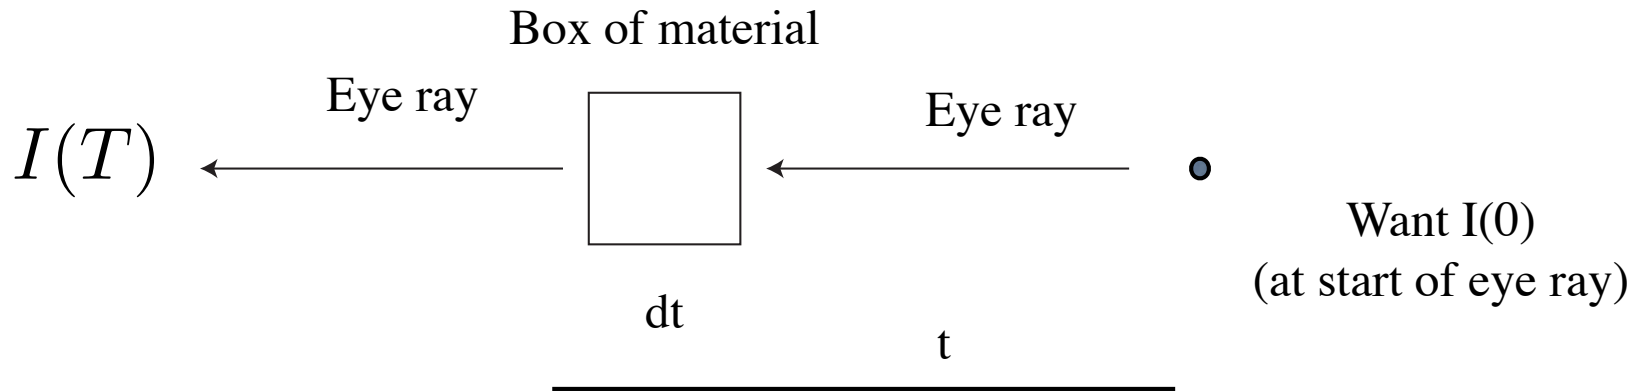 Box of material
Eye ray
Eye ray
I(T)
Want I(0)
(at start of eye ray)
dt
t